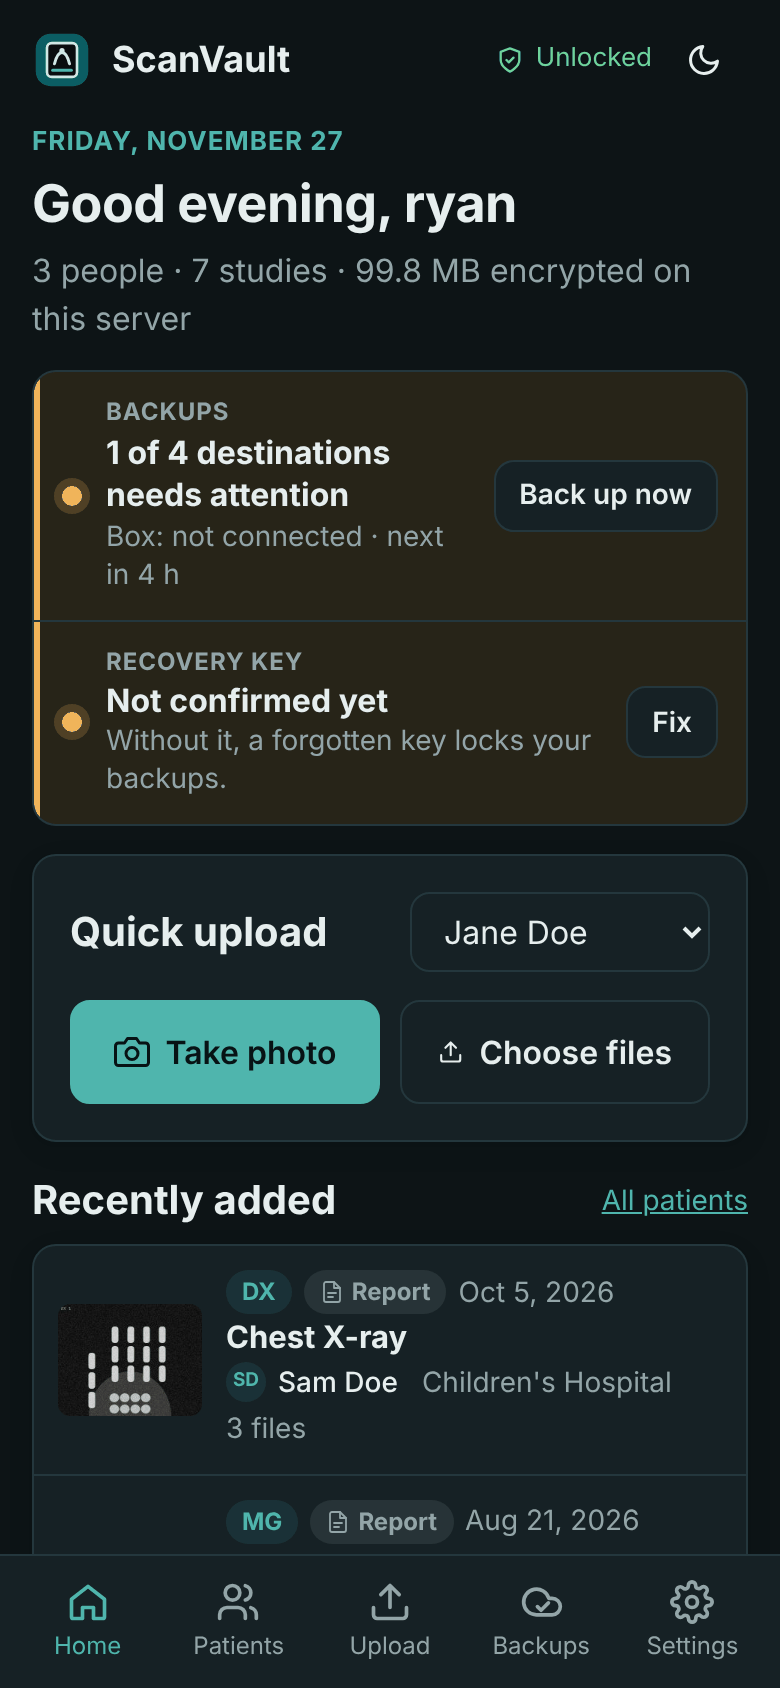 ScanVault
Unlocked
FRIDAY, NOVEMBER 27
Good evening, ryan
3 people · 7 studies · 99.8 MB encrypted on
this server
BACKUPS
1 of 4 destinations
needs attention
Box: not connected · next
in 4 h
Back up now
RECOVERY KEY
Not confirmed yet
Without it, a forgotten key locks your
backups.
Fix
Quick upload
Jane Doe
Take photo
Choose files
Recently added
All patients
DX
Report
Oct 5, 2026
Chest X-ray
SD
Sam Doe
Children's Hospital
3 files
MG
Report
Aug 21, 2026
Home
Patients
Upload
Backups
Settings